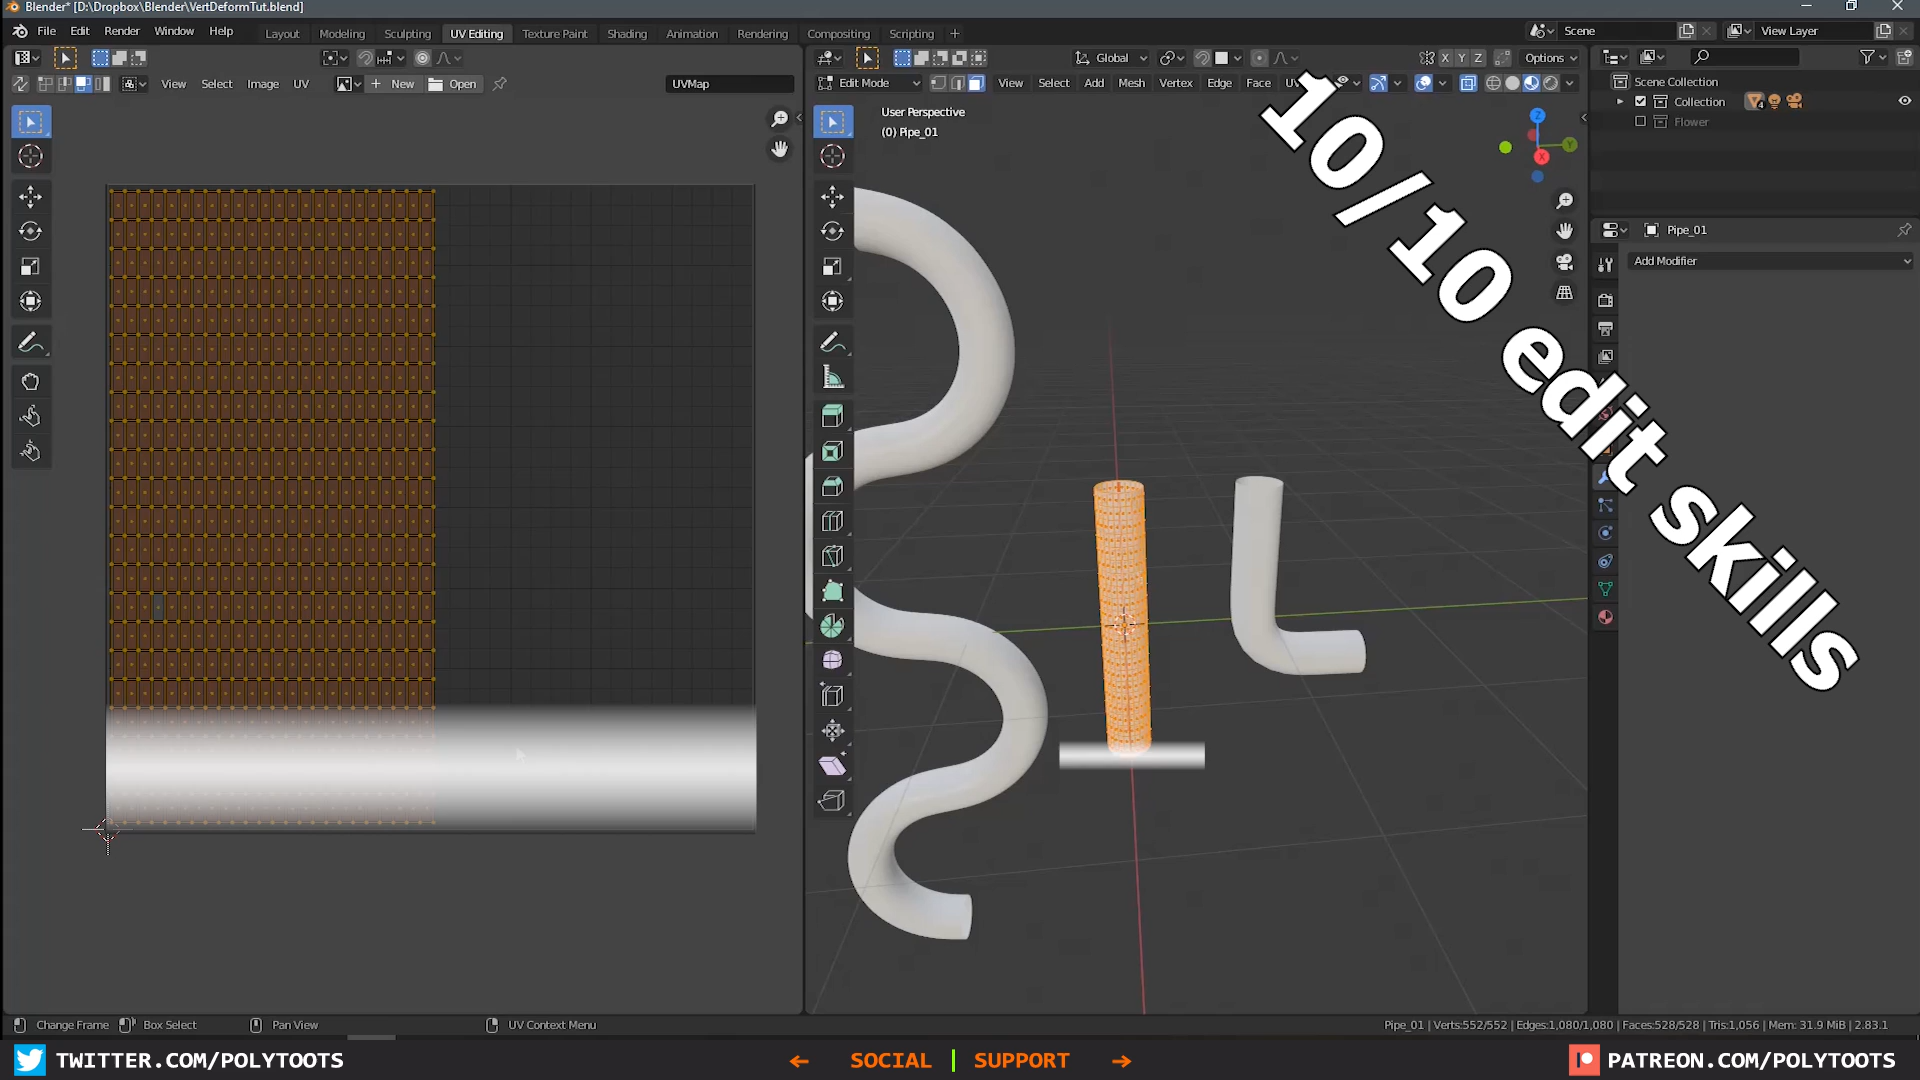 Blender* [D:\Dropbox\Blender\VertDeformTut.blend]
File Edit Render Window Help
Layout Modeling Sculpting UV Editing Texture Paint Shading Animation Rendering Compositing Scripting +
Scene
View Layer
Global
X Y Z
Options
View Select Image UV
New
Open
UVMap
Edit Mode
View Select Add Mesh Vertex Edge Face
User Perspective
(0) Pipe_01
Z
Y
X
Scene Collection
Collection
4
Flower
Pipe_01
Add Modifier
10/10 edit skills
Change Frame
Box Select
Pan View
UV Context Menu
Pipe_01 | Verts:552/552 | Edges:1,080/1,080 | Faces:528/528 | Tris:1,056 | Mem: 31.9 MiB | 2.83.1
TWITTER.COM/POLYTOOTS
← SOCIAL | SUPPORT →
PATREON.COM/POLYTOOTS